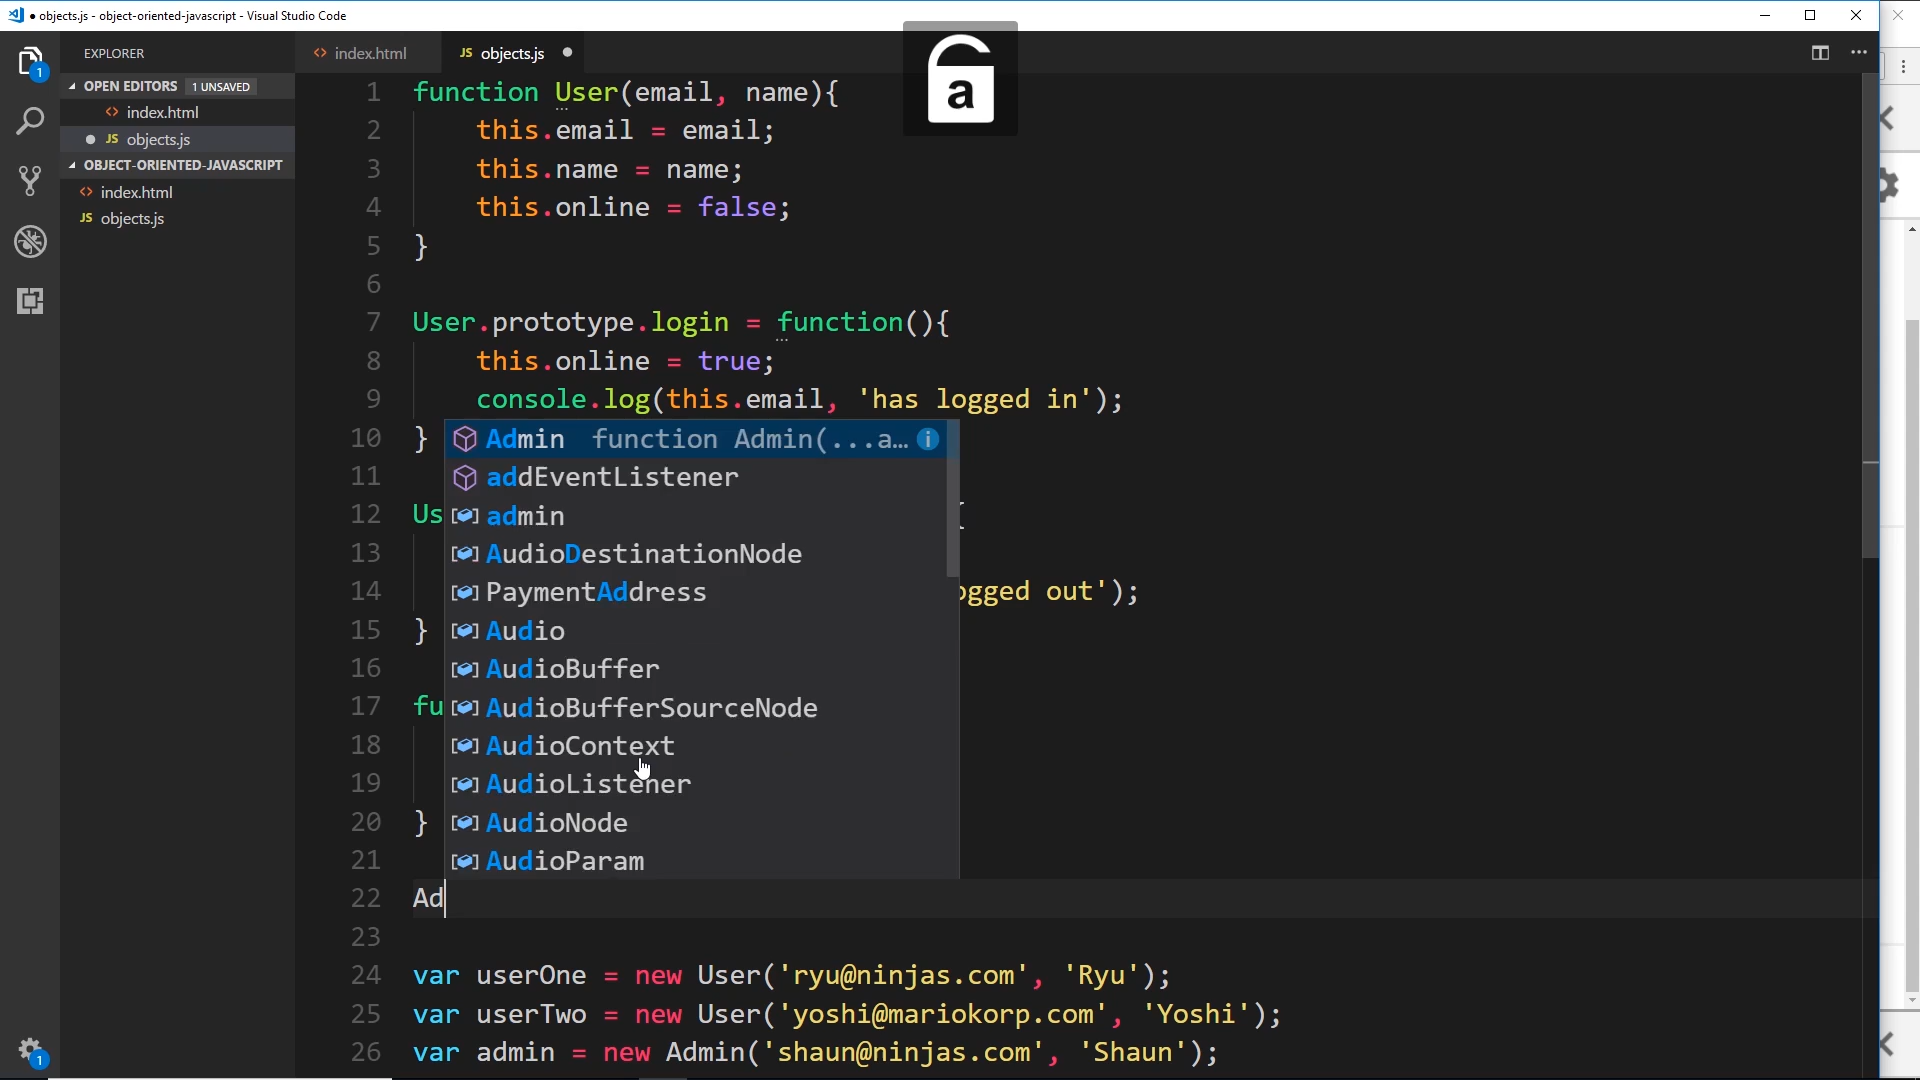 objects.js - object-oriented-javascript - Visual Studio Code
EXPLORER
OPEN EDITORS 1 UNSAVED
index.html
JS objects.js
OBJECT-ORIENTED-JAVASCRIPT
index.html
JS objects.js
1
1
index.html
JS objects.js
a
1 function User(email, name){
2 this.email = email;
3 this.name = name;
4 this.online = false;
5 }
6
7 User.prototype.login = function(){
8 this.online = true;
9 console.log(this.email, 'has logged in');
10 }
11
12 Us {
13
14 ogged out');
15 }
16
17 fu
18
19
20 }
21
22 Ad
23
24 var userOne = new User('ryu@ninjas.com', 'Ryu');
25 var userTwo = new User('yoshi@mariokorp.com', 'Yoshi');
26 var admin = new Admin('shaun@ninjas.com', 'Shaun');
Admin function Admin(...a...
addEventListener
admin
AudioDestinationNode
PaymentAddress
Audio
AudioBuffer
AudioBufferSourceNode
AudioContext
AudioListener
AudioNode
AudioParam